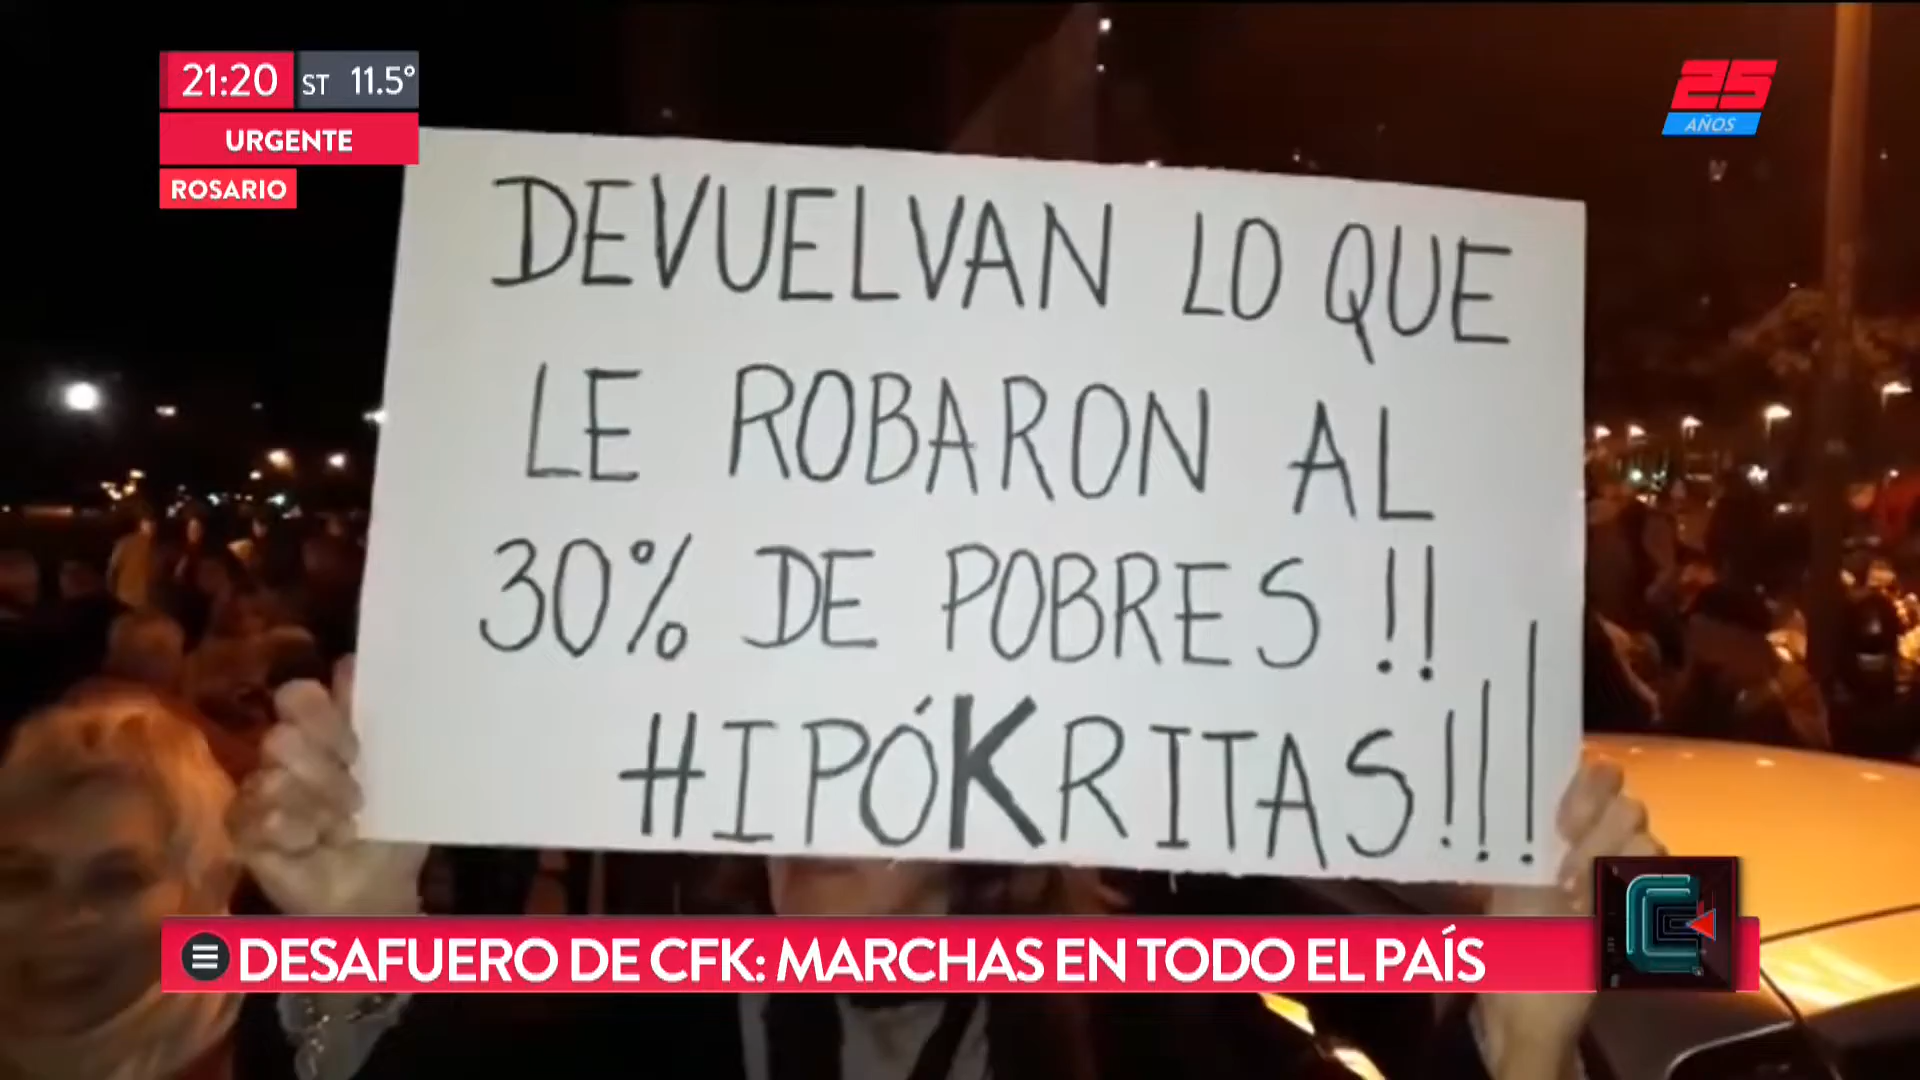 21:20 ST 11.5°
URGENTE
ROSARIO
25
AÑOS
DEVUELVAN LO QUE
LE ROBARON AL
30% DE POBRES !!
HIPÓKRITAS!!!
DESAFUERO DE CFK: MARCHAS EN TODO EL PAÍS